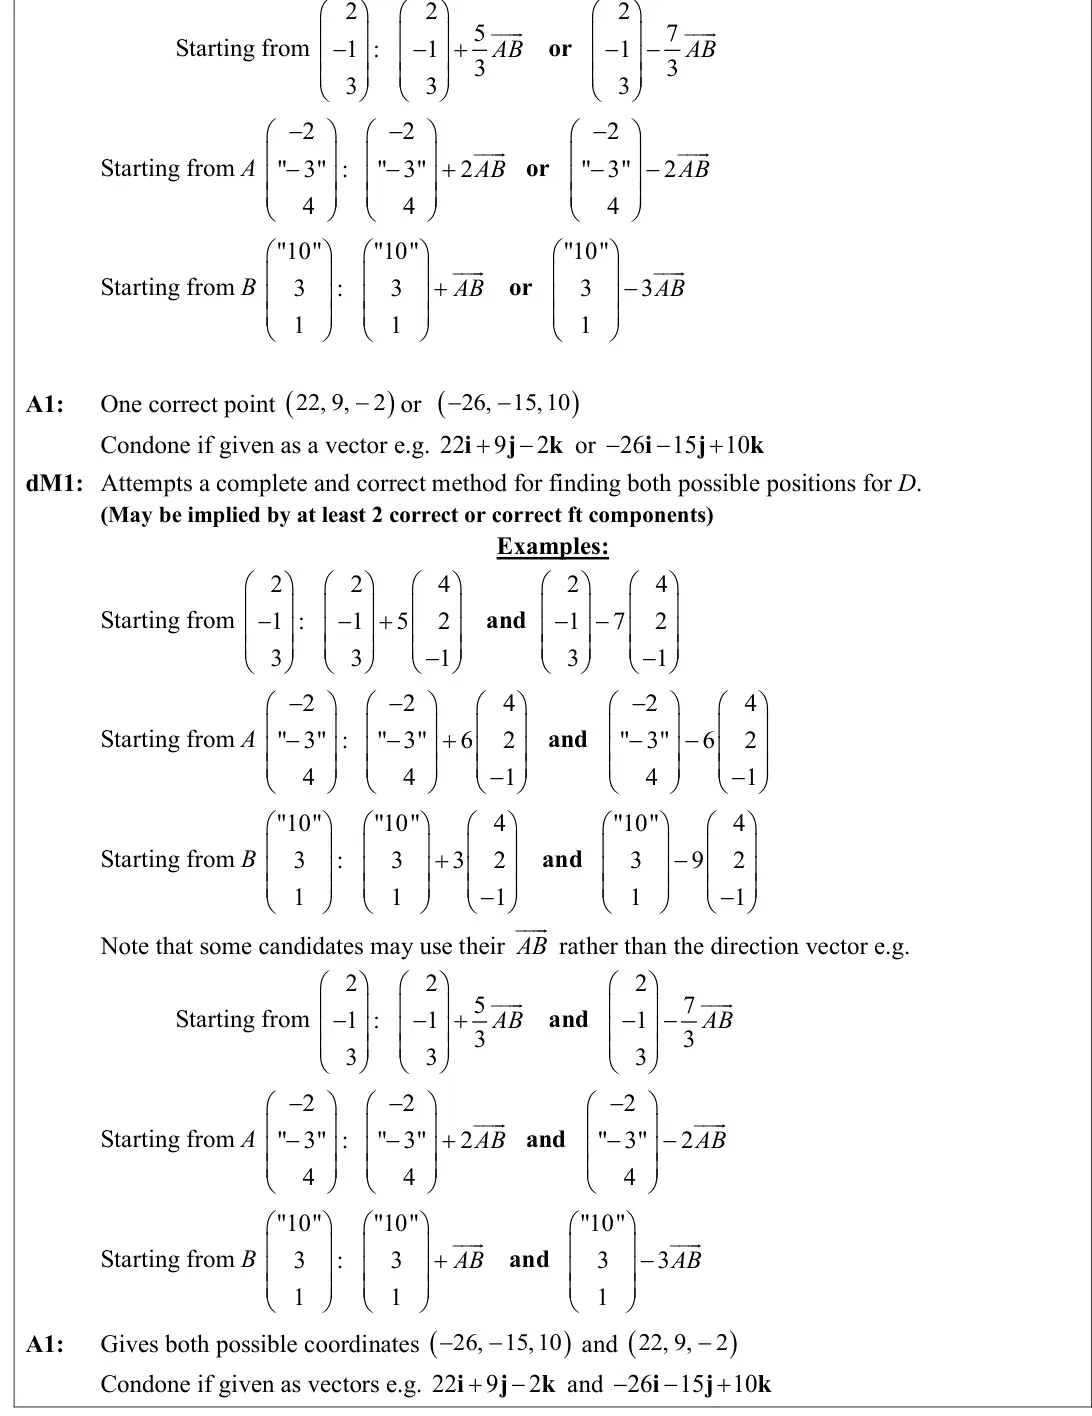 Starting from (2, −1, 3): (2, −1, 3) + 5/3 AB or (2, −1, 3) − 7/3 AB
Starting from A (−2, "−3", 4): (−2, "−3", 4) + 2AB or (−2, "−3", 4) − 2AB
Starting from B ("10", 3, 1): ("10", 3, 1) + AB or ("10", 3, 1) − 3AB
A1: One correct point (22, 9, −2) or (−26, −15, 10)
Condone if given as a vector e.g. 22i + 9j − 2k or −26i − 15j + 10k
dM1: Attempts a complete and correct method for finding both possible positions for D.
(May be implied by at least 2 correct or correct ft components)
Examples:
Starting from (2, −1, 3): (2, −1, 3) + 5(4, 2, −1) and (2, −1, 3) − 7(4, 2, −1)
Starting from A (−2, "−3", 4): (−2, "−3", 4) + 6(4, 2, −1) and (−2, "−3", 4) − 6(4, 2, −1)
Starting from B ("10", 3, 1): ("10", 3, 1) + 3(4, 2, −1) and ("10", 3, 1) − 9(4, 2, −1)
Note that some candidates may use their AB rather than the direction vector e.g.
Starting from (2, −1, 3): (2, −1, 3) + 5/3 AB and (2, −1, 3) − 7/3 AB
Starting from A (−2, "−3", 4): (−2, "−3", 4) + 2AB and (−2, "−3", 4) − 2AB
Starting from B ("10", 3, 1): ("10", 3, 1) + AB and ("10", 3, 1) − 3AB
A1: Gives both possible coordinates (−26, −15, 10) and (22, 9, −2)
Condone if given as vectors e.g. 22i + 9j − 2k and −26i − 15j + 10k